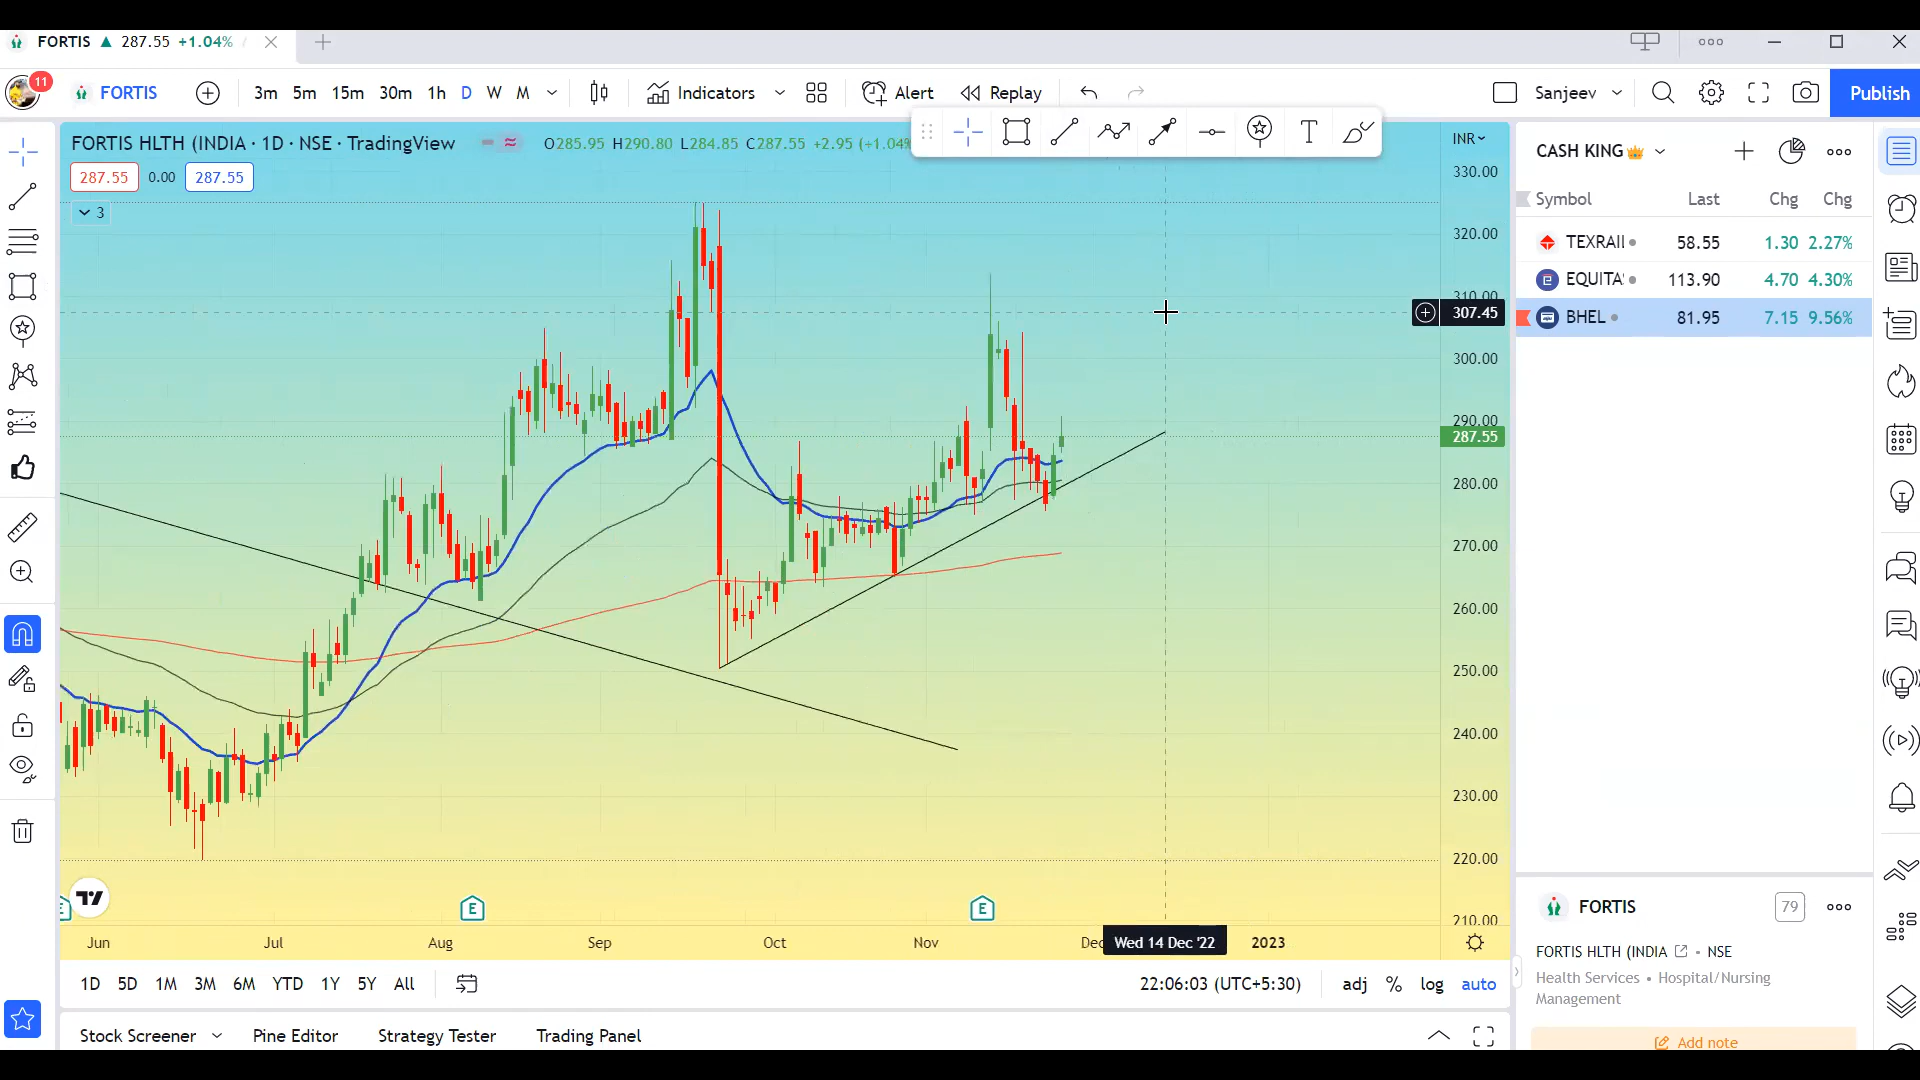 FORTIS ▲ 287.55 +1.04% /
11
FORTIS 3m 5m 15m 30m 1h D W M Indicators Alert Replay Sanjeev Publish
FORTIS HLTH (INDIA · 1D · NSE · TradingView O285.95 H290.80 L284.85 C287.55 +2.95 (+1.04%
287.55 0.00 287.55
3
INR
330.00
320.00
310.00
307.45
300.00
290.00
287.55
280.00
270.00
260.00
250.00
240.00
230.00
220.00
210.00
E E E
Jun Jul Aug Sep Oct Nov Dec Wed 14 Dec '22 2023
1D 5D 1M 3M 6M YTD 1Y 5Y All 22:06:03 (UTC+5:30) adj % log auto
Stock Screener Pine Editor Strategy Tester Trading Panel
CASH KING
Symbol Last Chg Chg
TEXRAIL 58.55 1.30 2.27%
EQUITA 113.90 4.70 4.30%
BHEL 81.95 7.15 9.56%
FORTIS 79
FORTIS HLTH (INDIA • NSE
Health Services • Hospital/Nursing
Management
Add note